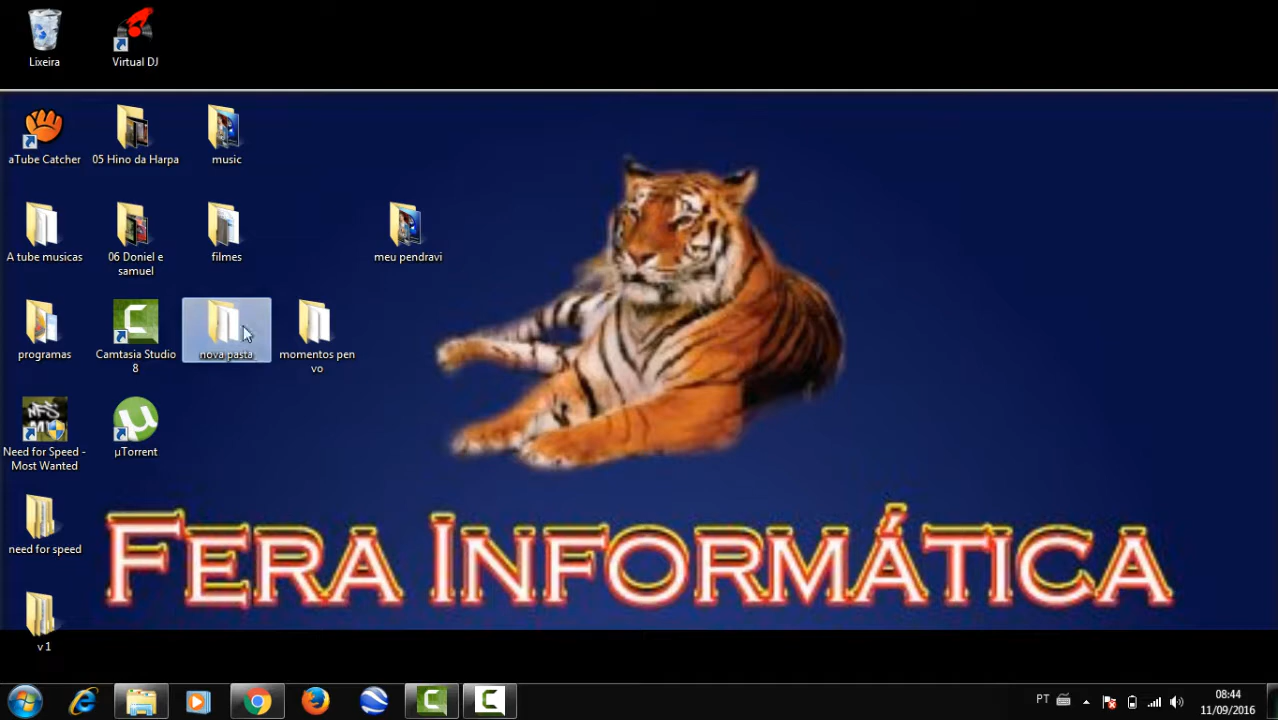 Lixeira
Virtual DJ
aTube Catcher
05 Hino da Harpa
music
A tube musicas
06 Doniel e
samuel
filmes
meu pendravi
programas
Camtasia Studio
8
nova pasta
momentos pen
vo
Need for Speed -
Most Wanted
µTorrent
need for speed
v 1
FERA INFORMÁTICA
PT
08:44
11/09/2016